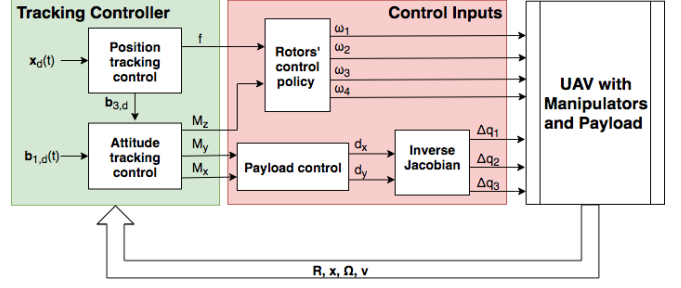 Tracking Controller
Control Inputs
x_d(t)
Position
tracking
control
f
b_3,d
b_1,d(t)
Attitude
tracking
control
M_z
M_y
M_x
Rotors'
control
policy
ω_1
ω_2
ω_3
ω_4
Payload control
d_x
d_y
Inverse
Jacobian
Δq_1
Δq_2
Δq_3
UAV with
Manipulators
and Payload
R, x, Ω, v